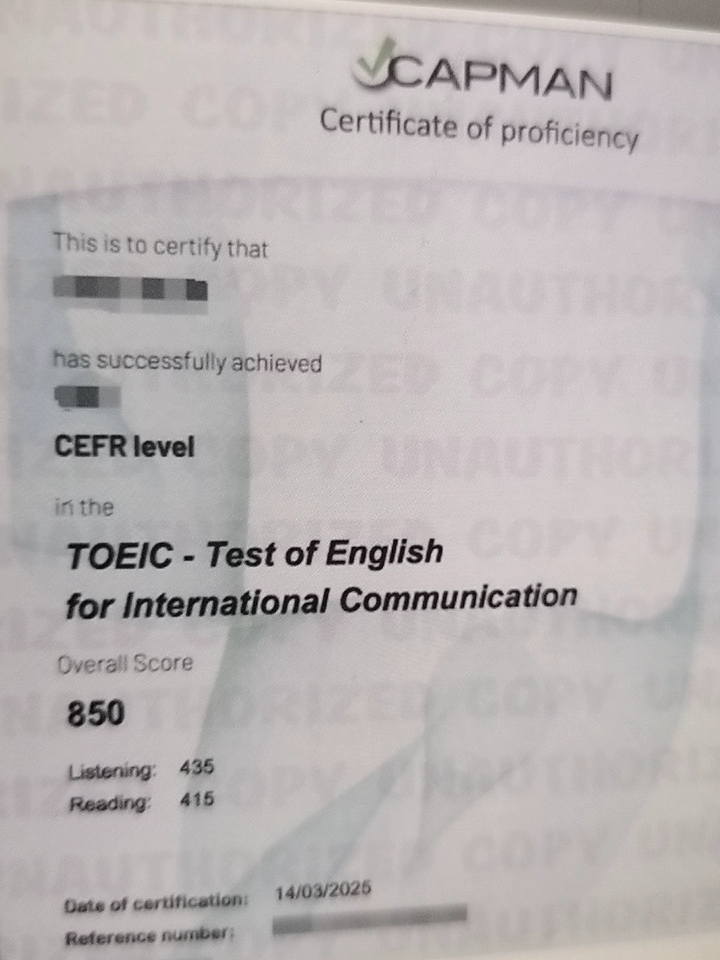 CAPMAN
Certificate of proficiency
This is to certify that
has successfully achieved
CEFR level
in the
TOEIC - Test of English
for International Communication
Overall Score
850
Listening: 435
Reading: 415
Date of certification: 14/03/2025
Reference number:
UNAUTHORIZED COPY